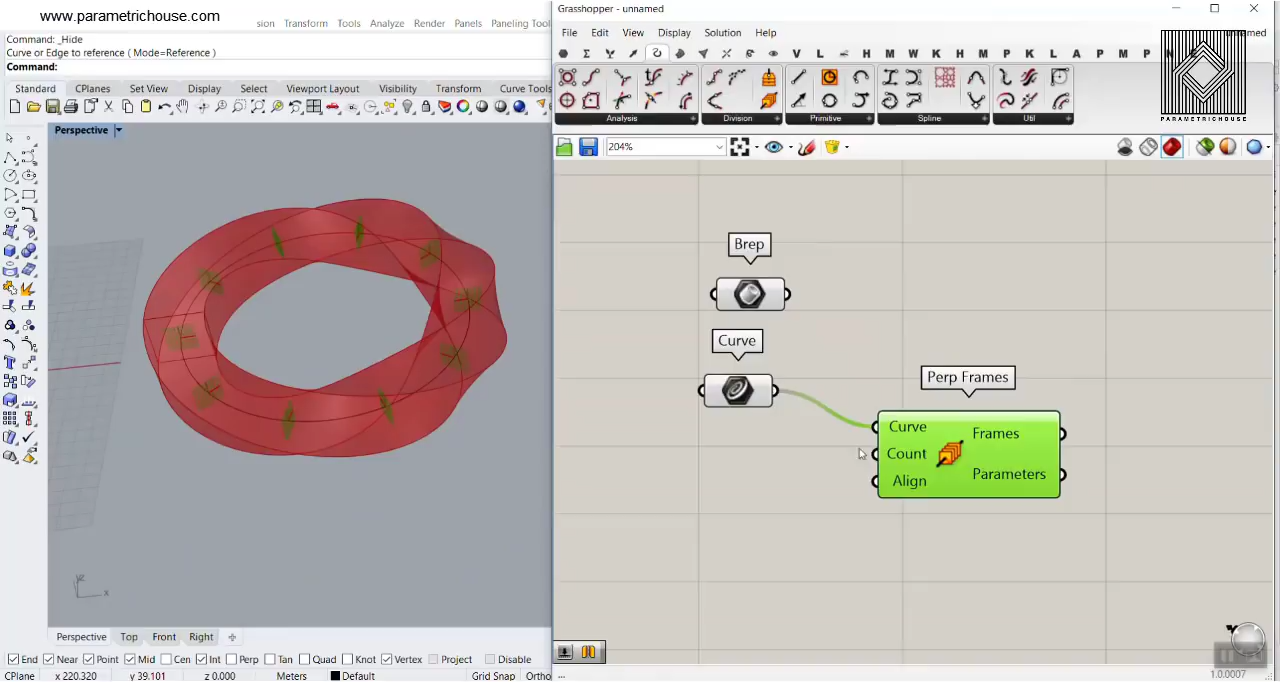 www.parametrichouse.com
sion Transform Tools Analyze Render Panels Paneling Tool
Command: _Hide
Curve or Edge to reference ( Mode=Reference )
Command:
Standard CPlanes Set View Display Select Viewport Layout Visibility Transform Curve Tools
Perspective
Perspective Top Front Right
End Near Point Mid Cen Int Perp Tan Quad Knot Vertex Project Disable
CPlane x 220.320 y 39.101 z 0.000 Meters Default Grid Snap Ortho
Grasshopper - unnamed
File Edit View Display Solution Help
unnamed
V L H M W K H M P K L A P M P
Analysis Division Primitive Spline Util
PARAMETRICHOUSE
204%
Brep
Curve
Perp Frames
Curve
Count
Align
Frames
Parameters
1.0.0007
x